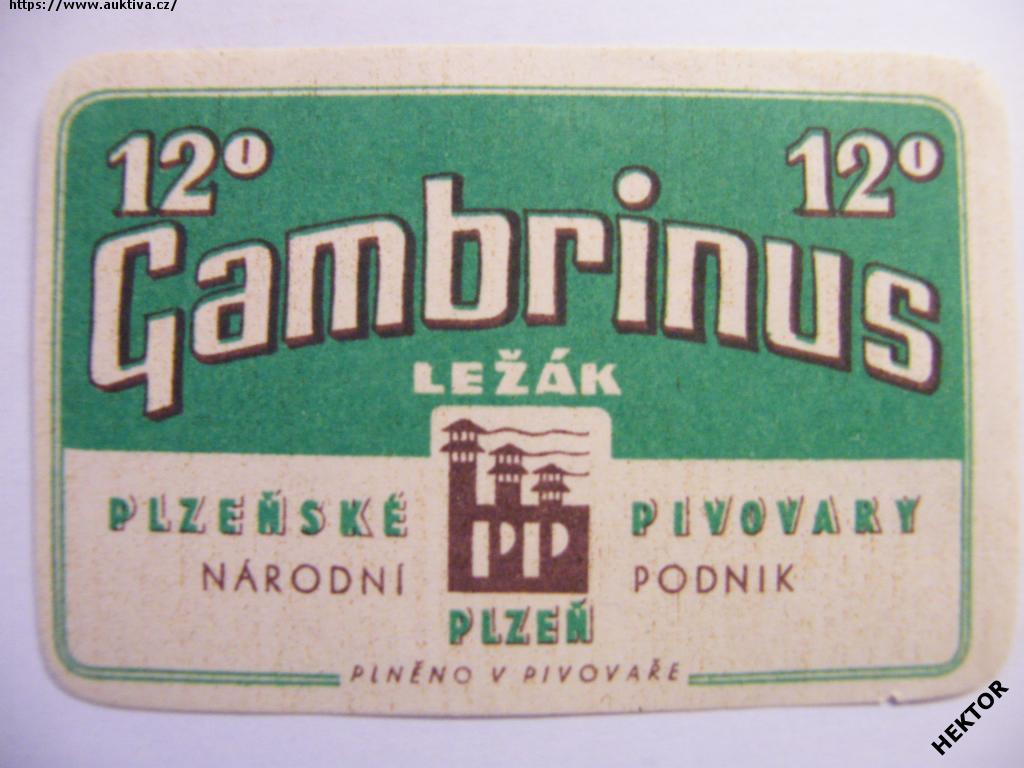 https://www.auktiva.cz/
12° 12°
Gambrinus
LEŽÁK
PP
PLZEŇSKÉ PIVOVARY
NÁRODNÍ PODNIK
PLZEŇ
PLNĚNO V PIVOVAŘE
HEKTOR